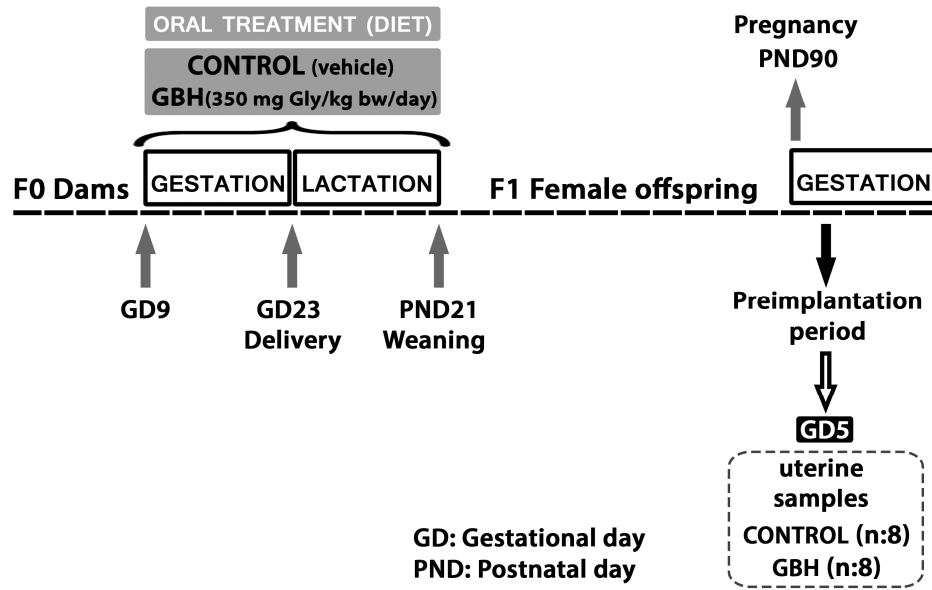 ORAL TREATMENT (DIET)
CONTROL (vehicle)
GBH(350 mg Gly/kg bw/day)
Pregnancy
PND90
F0 Dams
GESTATION
LACTATION
F1 Female offspring
GESTATION
GD9
GD23
Delivery
PND21
Weaning
Preimplantation
period
GD5
uterine
samples
CONTROL (n:8)
GBH (n:8)
GD: Gestational day
PND: Postnatal day